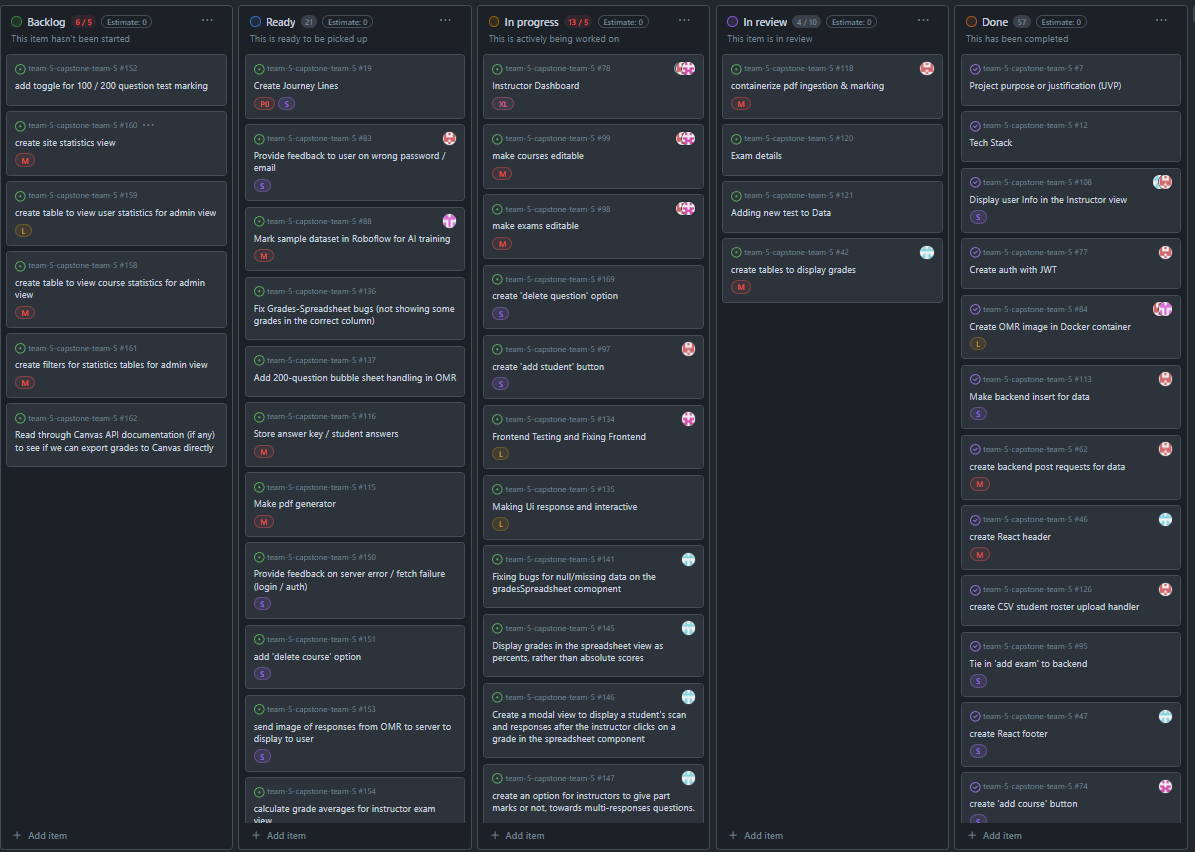 Backlog 6 / 5 Estimate: 0 ···
This item hasn't been started
team-5-capstone-team-5 #152
add toggle for 100 / 200 question test marking
team-5-capstone-team-5 #160 ···
create site statistics view
M
team-5-capstone-team-5 #159
create table to view user statistics for admin view
L
team-5-capstone-team-5 #158
create table to view course statistics for admin
view
M
team-5-capstone-team-5 #161
create filters for statistics tables for admin view
M
team-5-capstone-team-5 #162
Read through Canvas API documentation (if any)
to see if we can export grades to Canvas directly
+ Add item
Ready 21 Estimate: 0 ···
This is ready to be picked up
team-5-capstone-team-5 #19
Create Journey Lines
P0 S
team-5-capstone-team-5 #83
Provide feedback to user on wrong password /
email
S
team-5-capstone-team-5 #88
Mark sample dataset in Roboflow for AI training
M
team-5-capstone-team-5 #136
Fix Grades-Spreadsheet bugs (not showing some
grades in the correct column)
team-5-capstone-team-5 #137
Add 200-question bubble sheet handling in OMR
team-5-capstone-team-5 #116
Store answer key / student answers
M
team-5-capstone-team-5 #115
Make pdf generator
M
team-5-capstone-team-5 #150
Provide feedback on server error / fetch failure
(login / auth)
S
team-5-capstone-team-5 #151
add 'delete course' option
S
team-5-capstone-team-5 #153
send image of responses from OMR to server to
display to user
S
team-5-capstone-team-5 #154
calculate grade averages for instructor exam
view
+ Add item
In progress 13 / 5 Estimate: 0 ···
This is actively being worked on
team-5-capstone-team-5 #78
Instructor Dashboard
XL
team-5-capstone-team-5 #99
make courses editable
M
team-5-capstone-team-5 #98
make exams editable
M
team-5-capstone-team-5 #169
create 'delete question' option
S
team-5-capstone-team-5 #97
create 'add student' button
S
team-5-capstone-team-5 #134
Frontend Testing and Fixing Frontend
L
team-5-capstone-team-5 #135
Making Ui response and interactive
L
team-5-capstone-team-5 #141
Fixing bugs for null/missing data on the
gradesSpreadsheet comopnent
team-5-capstone-team-5 #145
Display grades in the spreadsheet view as
percents, rather than absolute scores
team-5-capstone-team-5 #146
Create a modal view to display a student's scan
and responses after the instructor clicks on a
grade in the spreadsheet component
team-5-capstone-team-5 #147
create an option for instructors to give part
marks or not, towards multi-responses questions.
+ Add item
In review 4 / 10 Estimate: 0 ···
This item is in review
team-5-capstone-team-5 #118
containerize pdf ingestion & marking
M
team-5-capstone-team-5 #120
Exam details
team-5-capstone-team-5 #121
Adding new test to Data
team-5-capstone-team-5 #42
create tables to display grades
M
+ Add item
Done 57 Estimate: 0 ···
This has been completed
team-5-capstone-team-5 #7
Project purpose or justification (UVP)
team-5-capstone-team-5 #12
Tech Stack
team-5-capstone-team-5 #108
Display user Info in the Instructor view
S
team-5-capstone-team-5 #77
Create auth with JWT
team-5-capstone-team-5 #84
Create OMR image in Docker container
L
team-5-capstone-team-5 #113
Make backend insert for data
S
team-5-capstone-team-5 #62
create backend post requests for data
M
team-5-capstone-team-5 #46
create React header
M
team-5-capstone-team-5 #126
create CSV student roster upload handler
team-5-capstone-team-5 #95
Tie in 'add exam' to backend
S
team-5-capstone-team-5 #47
create React footer
S
team-5-capstone-team-5 #74
create 'add course' button
S
+ Add item